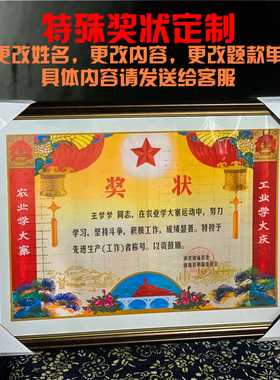 特殊奖状定制
更改姓名，更改内容，更改题款单
具体内容请发送给客服
奖状
农业学大寨
工业学大庆
王梦梦 同志，在农业学大寨运动中，努力
学习，坚持斗争，积极工作，成绩显著。特授予
先进生产(工作)者称号。以资鼓励。